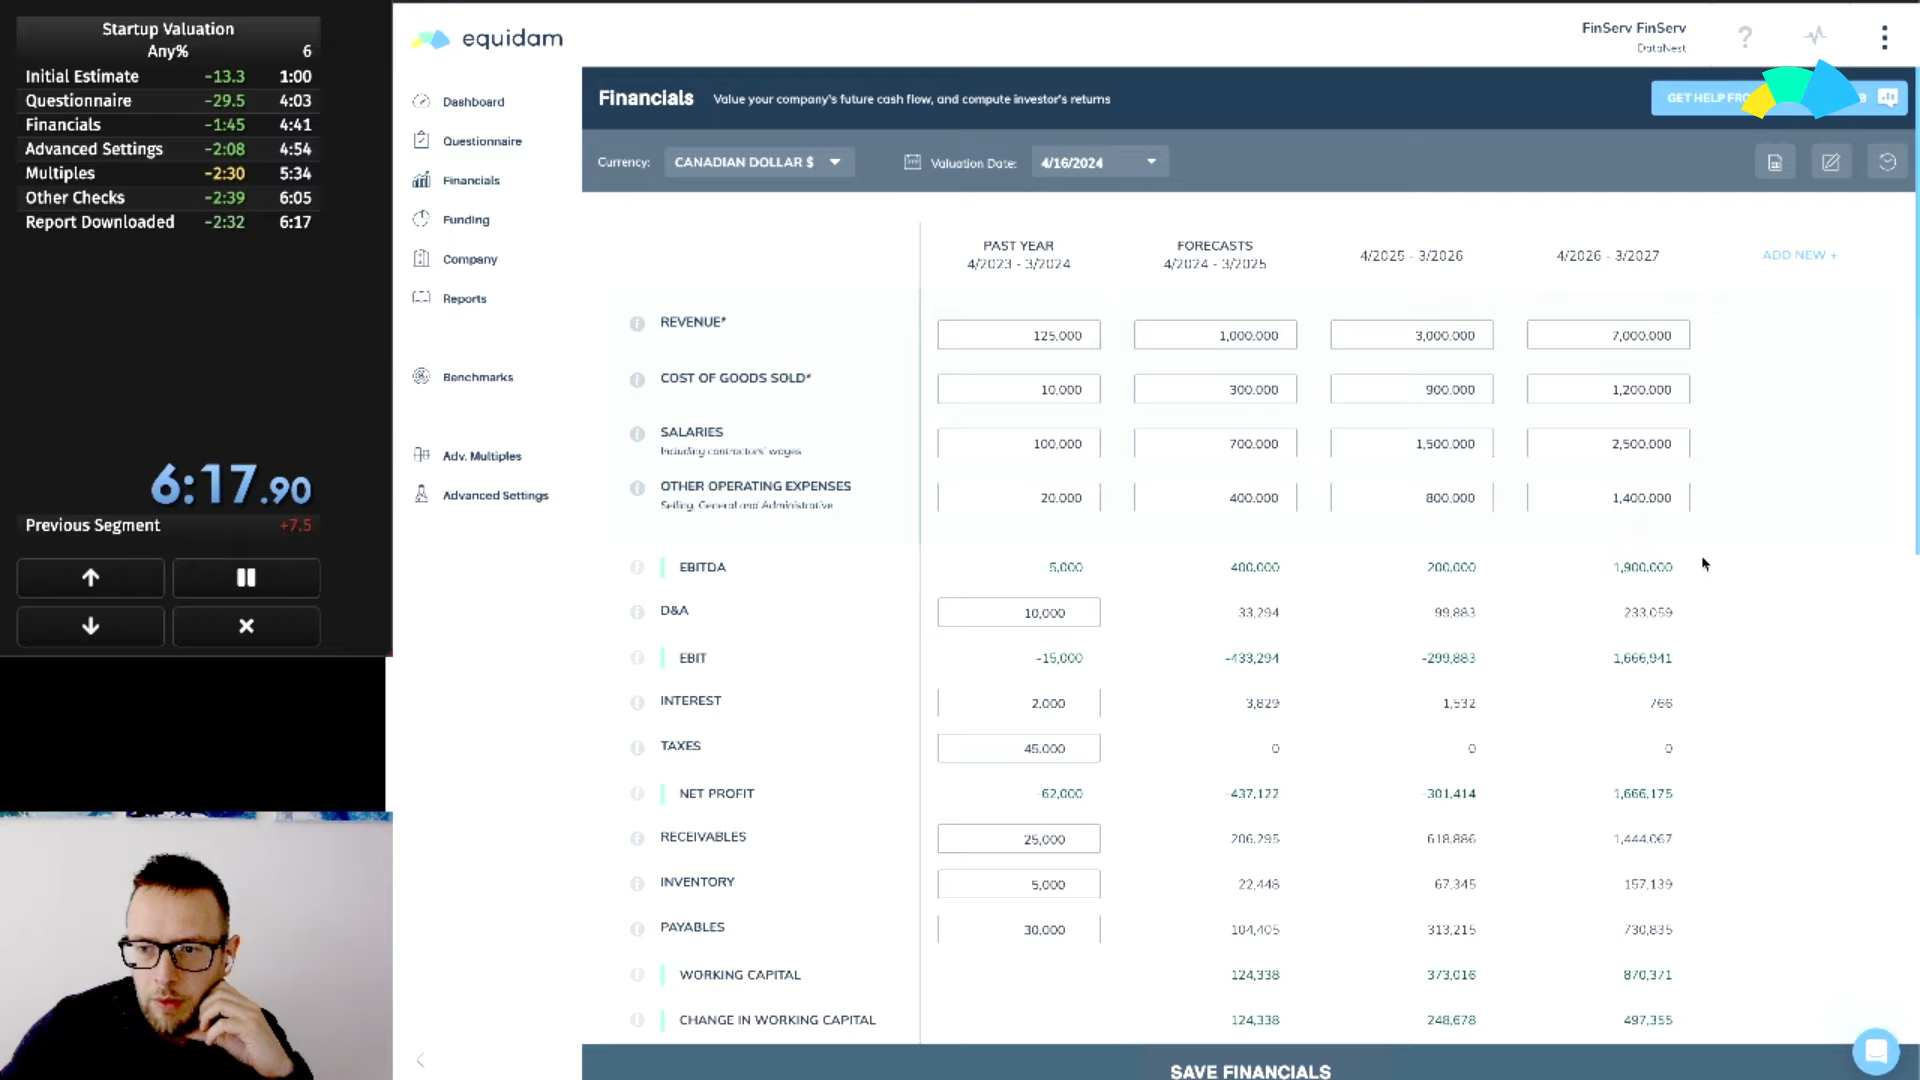 Startup Valuation
Any% 6
Initial Estimate -13.3 1:00
Questionnaire -29.5 4:03
Financials -1:45 4:41
Advanced Settings -2:08 4:54
Multiples -2:30 5:34
Other Checks -2:39 6:05
Report Downloaded -2:32 6:17
6:17.90
Previous Segment +7.5
equidam
FinServ FinServ
DataNest
?
Dashboard
Questionnaire
Financials
Funding
Company
Reports
Benchmarks
Adv. Multiples
Advanced Settings
Financials Value your company's future cash flow, and compute investor's returns
GET HELP
Currency: CANADIAN DOLLAR $ Valuation Date: 4/16/2024
PAST YEAR FORECASTS
4/2023 - 3/2024 4/2024 - 3/2025 4/2025 - 3/2026 4/2026 - 3/2027 ADD NEW +
REVENUE* 125,000 1,000,000 3,000,000 7,000,000
COST OF GOODS SOLD* 10,000 300,000 900,000 1,200,000
SALARIES 100,000 700,000 1,500,000 2,500,000
Including contractors' wages
OTHER OPERATING EXPENSES 20,000 400,000 800,000 1,400,000
Selling, General and Administrative
EBITDA 5,000 400,000 200,000 1,900,000
D&A 10,000 33,294 99,883 233,059
EBIT -15,000 -433,294 -299,883 1,666,941
INTEREST 2,000 3,829 1,532 766
TAXES 45,000 0 0 0
NET PROFIT -62,000 -437,122 -301,414 1,666,175
RECEIVABLES 25,000 206,295 618,886 1,444,067
INVENTORY 5,000 22,448 67,345 157,139
PAYABLES 30,000 104,405 313,215 730,835
WORKING CAPITAL 124,338 373,016 870,371
CHANGE IN WORKING CAPITAL 124,338 248,678 497,355
SAVE FINANCIALS